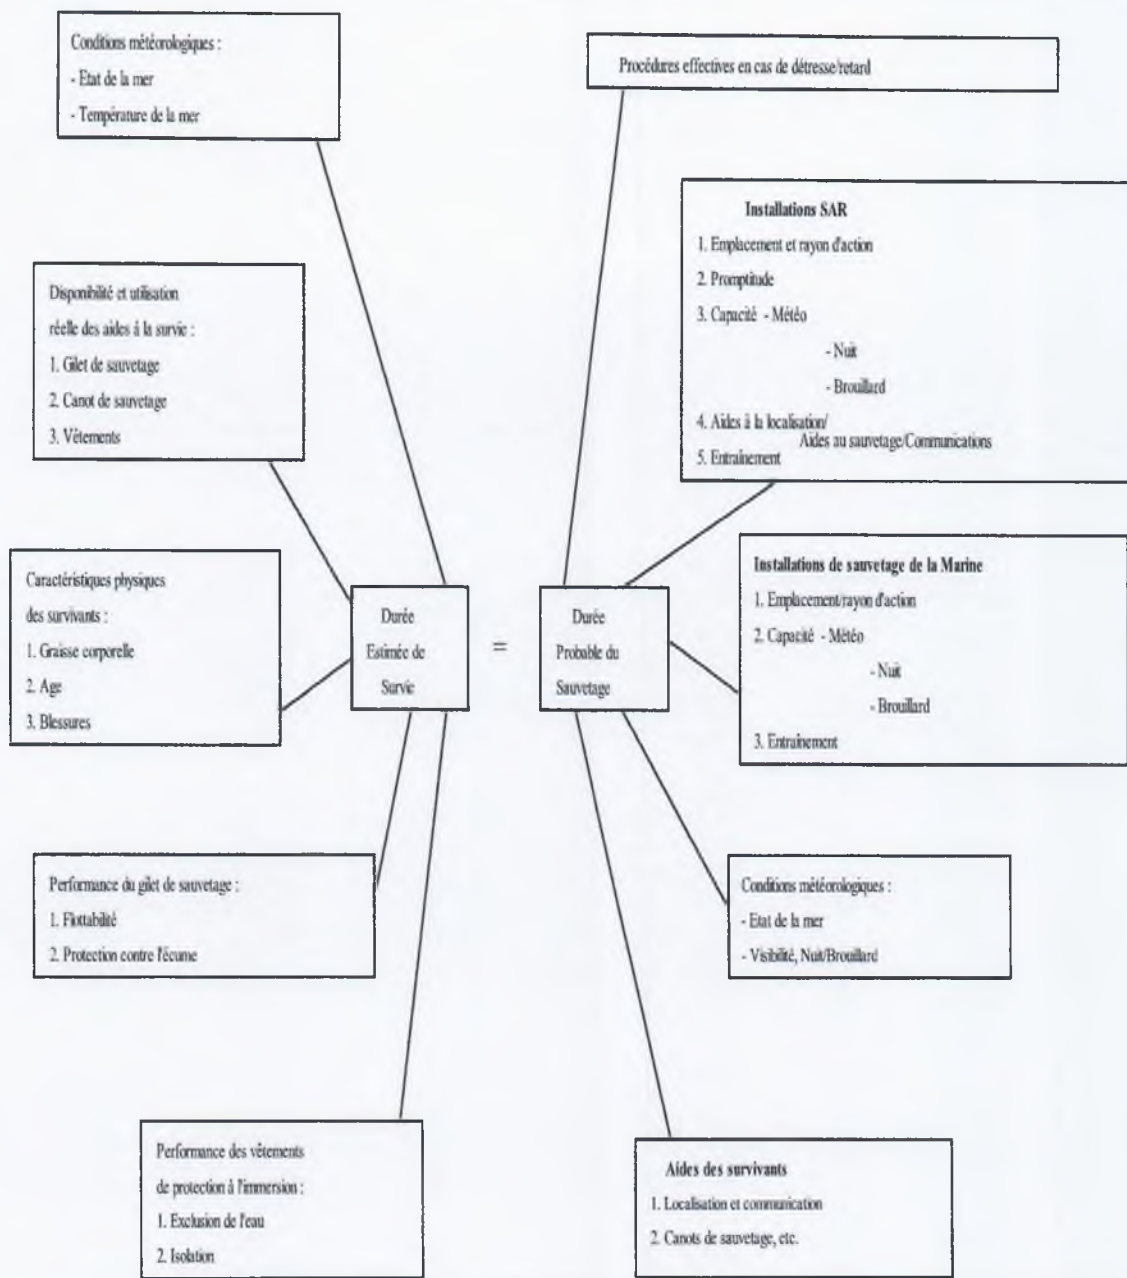 Conditions météorologiques :
- Etat de la mer
- Température de la mer
Procédures effectives en cas de détresse/retard
Installations SAR
1. Emplacement et rayon d'action
2. Promptitude
3. Capacité - Météo
- Nuit
- Brouillard
4. Aides à la localisation/
Aides au sauvetage/Communications
5. Entraînement
Disponibilité et utilisation
réelle des aides à la survie :
1. Gilet de sauvetage
2. Canot de sauvetage
3. Vêtements
Caractéristiques physiques
des survivants :
1. Graisse corporelle
2. Age
3. Blessures
Durée
Estimée de
Survie
=
Durée
Probable du
Sauvetage
Installations de sauvetage de la Marine
1. Emplacement/rayon d'action
2. Capacité - Météo
- Nuit
- Brouillard
3. Entraînement
Performance du gilet de sauvetage :
1. Flottabilité
2. Protection contre l'écume
Conditions météorologiques :
- Etat de la mer
- Visibilité, Nuit/Brouillard
Performance des vêtements
de protection à l'immersion :
1. Exclusion de l'eau
2. Isolation
Aides des survivants
1. Localisation et communication
2. Canots de sauvetage, etc.